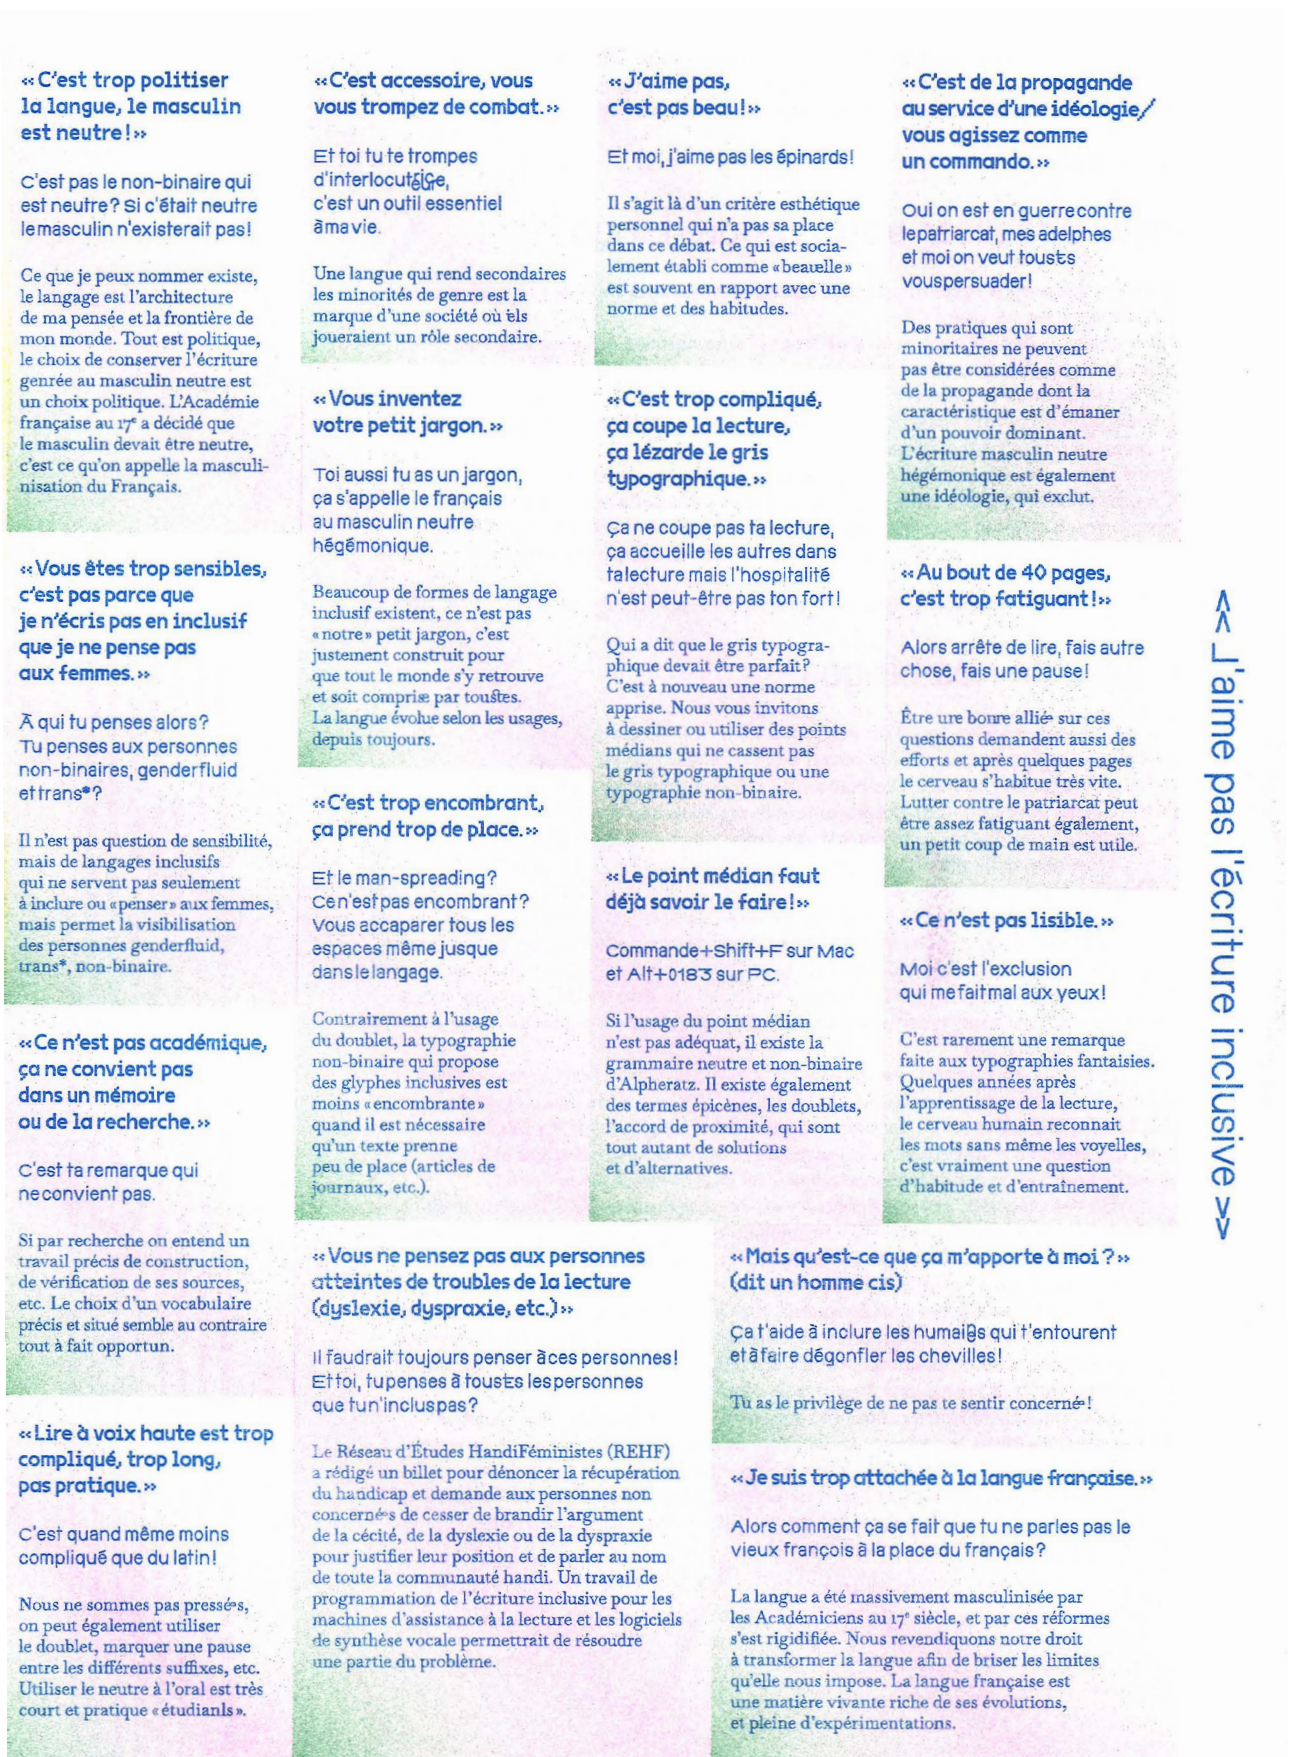 «C'est trop politiser
la langue, le masculin
est neutre!»
C'est pas le non-binaire qui
est neutre? Si c'était neutre
le masculin n'existerait pas!
Ce que je peux nommer existe,
le langage est l'architecture
de ma pensée et la frontière de
mon monde. Tout est politique,
le choix de conserver l'écriture
genrée au masculin neutre est
un choix politique. L'Académie
française au 17e a décidé que
le masculin devait être neutre,
c'est ce qu'on appelle la masculi-
nisation du Français.
«Vous êtes trop sensibles,
c'est pas parce que
je n'écris pas en inclusif
que je ne pense pas
aux femmes.»
À qui tu penses alors?
Tu penses aux personnes
non-binaires, genderfluid
et trans*?
Il n'est pas question de sensibilité,
mais de langages inclusifs
qui ne servent pas seulement
à inclure ou «penser» aux femmes,
mais permet la visibilisation
des personnes genderfluid,
trans*, non-binaire.
«Ce n'est pas académique,
ça ne convient pas
dans un mémoire
ou de la recherche.»
C'est ta remarque qui
ne convient pas.
Si par recherche on entend un
travail précis de construction,
de vérification de ses sources,
etc. Le choix d'un vocabulaire
précis et situé semble au contraire
tout à fait opportun.
«Lire à voix haute est trop
compliqué, trop long,
pas pratique.»
C'est quand même moins
compliqué que du latin!
Nous ne sommes pas pressé·es,
on peut également utiliser
le doublet, marquer une pause
entre les différents suffixes, etc.
Utiliser le neutre à l'oral est très
court et pratique «étudianls».
«C'est accessoire, vous
vous trompez de combat.»
Et toi tu te trompes
c'est un outil essentiel
à ma vie.
Une langue qui rend secondaires
les minorités de genre est la
marque d'une société où els
joueraient un rôle secondaire.
«Vous inventez
votre petit jargon.»
Toi aussi tu as un jargon,
ça s'appelle le français
au masculin neutre
hégémonique.
Beaucoup de formes de langage
inclusif existent, ce n'est pas
«notre» petit jargon, c'est
justement construit pour
que tout le monde s'y retrouve
et soit compris·e par toustes.
La langue évolue selon les usages,
depuis toujours.
«C'est trop encombrant,
ça prend trop de place.»
Et le man-spreading?
Ce n'est pas encombrant?
Vous accaparer tous les
espaces même jusque
dans le langage.
Contrairement à l'usage
du doublet, la typographie
non-binaire qui propose
des glyphes inclusives est
moins «encombrante»
quand il est nécessaire
qu'un texte prenne
peu de place (articles de
journaux, etc.).
«J'aime pas,
c'est pas beau!»
Et moi, j'aime pas les épinards!
Il s'agit là d'un critère esthétique
personnel qui n'a pas sa place
dans ce débat. Ce qui est socia-
lement établi comme
est souvent en rapport avec une
norme et des habitudes.
«C'est trop compliqué,
ça coupe la lecture,
ça lézarde le gris
typographique.»
Ça ne coupe pas ta lecture,
ça accueille les autres dans
ta lecture mais l'hospitalité
n'est peut-être pas ton fort!
Qui a dit que le gris typogra-
phique devait être parfait?
C'est à nouveau une norme
apprise. Nous vous invitons
à dessiner ou utiliser des points
médians qui ne cassent pas
le gris typographique ou une
typographie non-binaire.
«Le point médian faut
déjà savoir le faire!»
Commande+Shift+F sur Mac
et Alt+0183 sur PC.
Si l'usage du point médian
n'est pas adéquat, il existe la
grammaire neutre et non-binaire
d'Alpheratz. Il existe également
des termes épicènes, les doublets,
l'accord de proximité, qui sont
tout autant de solutions
et d'alternatives.
«C'est de la propagande
au service d'une idéologie/
vous agissez comme
un commando.»
Oui on est en guerre contre
le patriarcat, mes adelphes
et moi on veut toustes
vous persuader!
Des pratiques qui sont
minoritaires ne peuvent
pas être considérées comme
de la propagande dont la
caractéristique est d'émaner
d'un pouvoir dominant.
L'écriture masculin neutre
hégémonique est également
une idéologie, qui exclut.
«Au bout de 40 pages,
c'est trop fatiguant!»
Alors arrête de lire, fais autre
chose, fais une pause!
Être allié·e sur ces
questions demandent aussi des
efforts et après quelques pages
le cerveau s'habitue très vite.
Lutter contre le patriarcat peut
être assez fatiguant également,
un petit coup de main est utile.
«Ce n'est pas lisible.»
Moi c'est l'exclusion
qui me fait mal aux yeux!
C'est rarement une remarque
faite aux typographies fantaisies.
Quelques années après
l'apprentissage de la lecture,
le cerveau humain reconnait
les mots sans même les voyelles,
c'est vraiment une question
d'habitude et d'entraînement.
«Vous ne pensez pas aux personnes
atteintes de troubles de la lecture
(dyslexie, dyspraxie, etc.)»
Il faudrait toujours penser à ces personnes!
Et toi, tu penses à toustes les personnes
que tu n'inclus pas?
Le Réseau d'Études HandiFéministes (REHF)
a rédigé un billet pour dénoncer la récupération
du handicap et demande aux personnes non
concerné·es de cesser de brandir l'argument
de la cécité, de la dyslexie ou de la dyspraxie
pour justifier leur position et de parler au nom
de toute la communauté handi. Un travail de
programmation de l'écriture inclusive pour les
machines d'assistance à la lecture et les logiciels
de synthèse vocale permettrait de résoudre
une partie du problème.
«Mais qu'est-ce que ça m'apporte à moi?»
(dit un homme cis)
Ça t'aide à inclure les qui t'entourent
et à faire dégonfler les chevilles!
Tu as le privilège de ne pas te sentir concerné·e!
«Je suis trop attachée à la langue française.»
Alors comment ça se fait que tu ne parles pas le
vieux françois à la place du français?
La langue a été massivement masculinisée par
les Académiciens au 17e siècle, et par ces réformes
s'est rigidifiée. Nous revendiquons notre droit
à transformer la langue afin de briser les limites
qu'elle nous impose. La langue française est
une matière vivante riche de ses évolutions,
et pleine d'expérimentations.
«J'aime pas l'écriture inclusive»